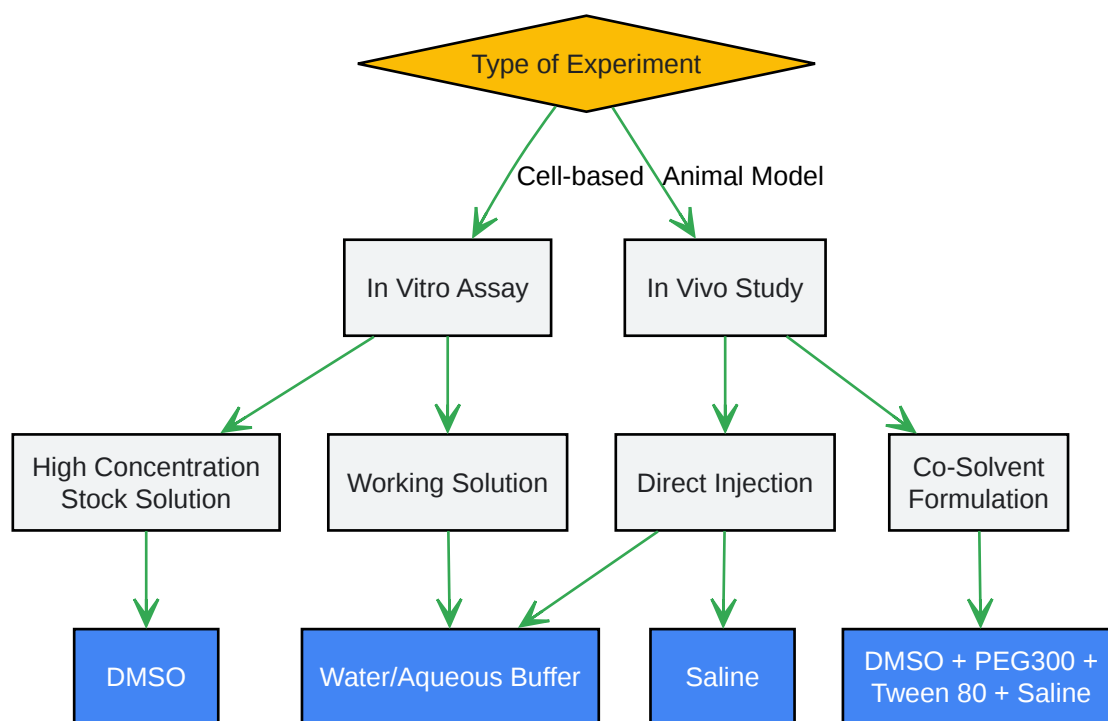 Type of Experiment
Cell-based
Animal Model
In Vitro Assay
In Vivo Study
High Concentration
Stock Solution
Working Solution
Direct Injection
Co-Solvent
Formulation
DMSO
Water/Aqueous Buffer
Saline
DMSO + PEG300 +
Tween 80 + Saline